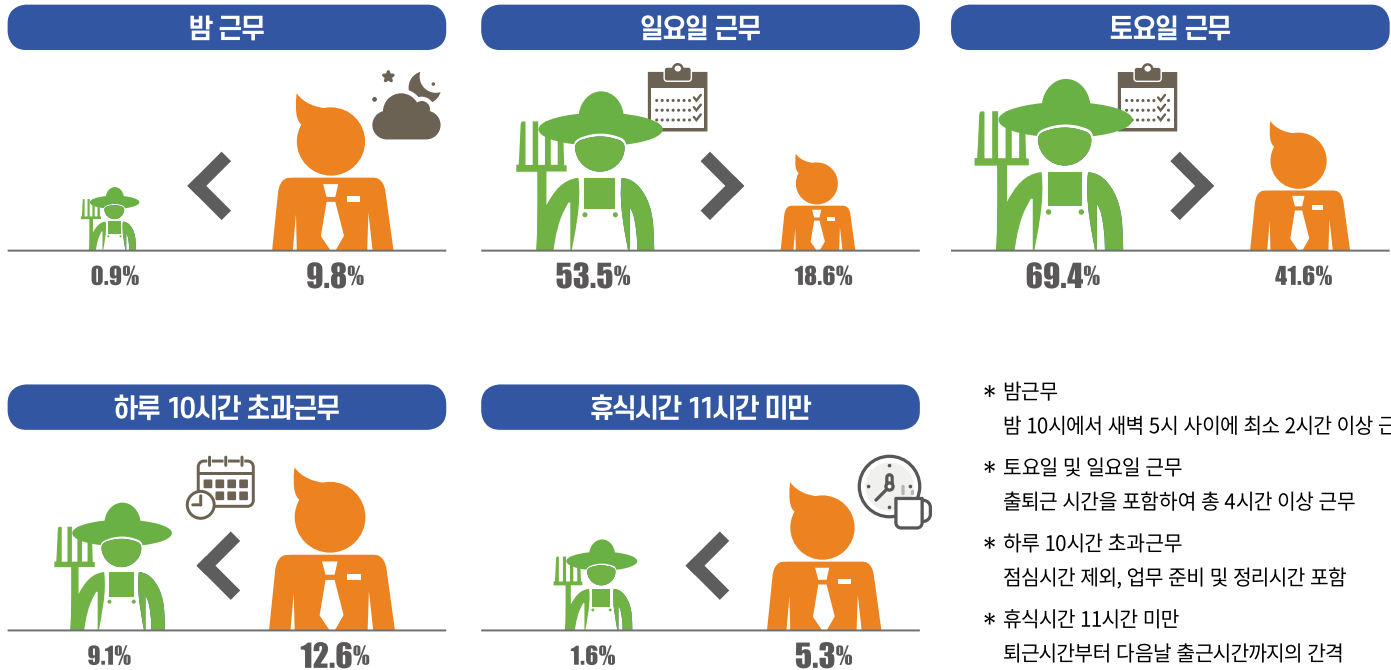 밤 근무
일요일 근무
토요일 근무
0.9%
9.8%
53.5%
18.6%
69.4%
41.6%
하루 10시간 초과근무
휴식시간 11시간 미만
9.1%
12.6%
1.6%
5.3%
* 밤근무
밤 10시에서 새벽 5시 사이에 최소 2시간 이상
* 토요일 및 일요일 근무
출퇴근 시간을 포함하여 총 4시간 이상 근무
* 하루 10시간 초과근무
점심시간 제외, 업무 준비 및 정리시간 포함
* 휴식시간 11시간 미만
퇴근시간부터 다음날 출근시간까지의 간격